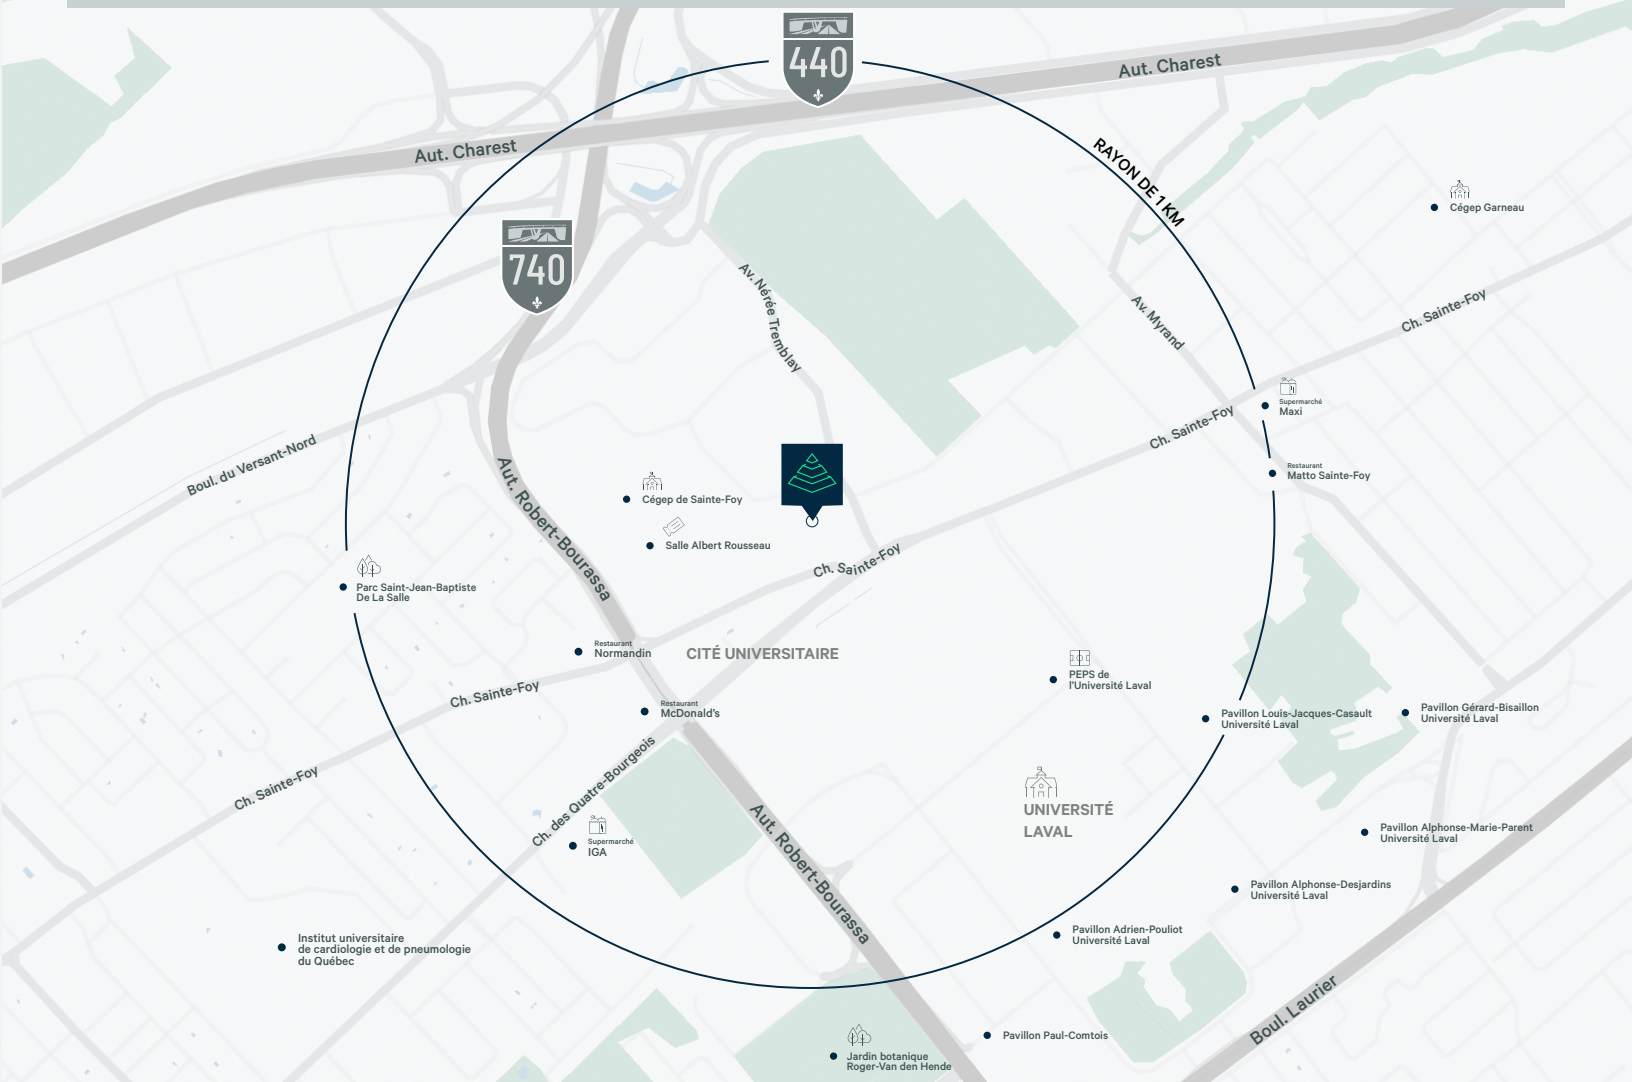 440
Aut. Charest
Aut. Charest
RAYON DE 1 KM
Cégep Garneau
740
Av. Nérée Tremblay
Av. Myrand
Ch. Sainte-Foy
Supermarché
Maxi
Ch. Sainte-Foy
Boul. du Versant-Nord
Restaurant
Matto Sainte-Foy
Aut. Robert-Bourassa
Cégep de Sainte-Foy
Salle Albert Rousseau
Ch. Sainte-Foy
Parc Saint-Jean-Baptiste
De La Salle
Restaurant
Normandin
CITÉ UNIVERSITAIRE
PEPS de
l'Université Laval
Ch. Sainte-Foy
Restaurant
McDonald's
Pavillon Louis-Jacques-Casault
Université Laval
Pavillon Gérard-Bisaillon
Université Laval
Ch. Sainte-Foy
Ch. des Quatre-Bourgeois
UNIVERSITÉ
LAVAL
Supermarché
IGA
Aut. Robert-Bourassa
Pavillon Alphonse-Marie-Parent
Université Laval
Pavillon Alphonse-Desjardins
Université Laval
Institut universitaire
de cardiologie et de pneumologie
du Québec
Pavillon Adrien-Pouliot
Université Laval
Boul. Laurier
Pavillon Paul-Comtois
Jardin botanique
Roger-Van den Hende